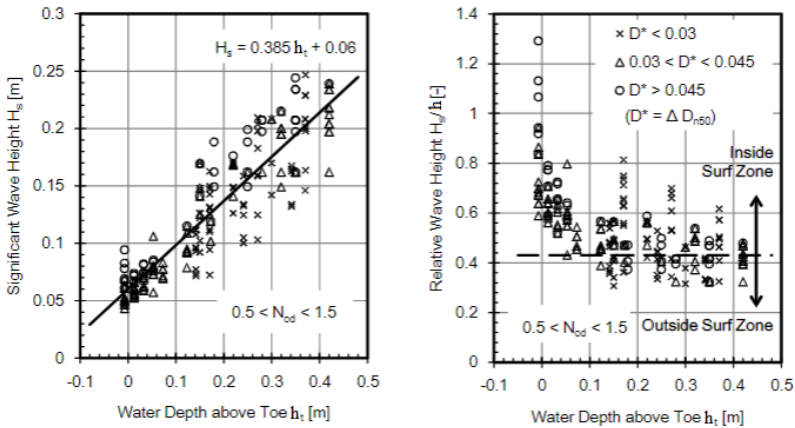 0.3
0.25
0.2
0.15
0.1
0.05
0
-0.1 0 0.1 0.2 0.3 0.4 0.5
Significant Wave Height Hs [m]
Water Depth above Toe ht [m]
Hs = 0.385 ht + 0.06
0.5 < Nod < 1.5
1.4
1.2
1
0.8
0.6
0.4
0.2
0
-0.1 0 0.1 0.2 0.3 0.4 0.5
Relative Wave Height Hs/h [-]
Water Depth above Toe ht [m]
× D* < 0.03
△ 0.03 < D* < 0.045
○ D* > 0.045
(D* = Δ Dn50)
Inside
Surf Zone
0.5 < Nod < 1.5
Outside Surf Zone